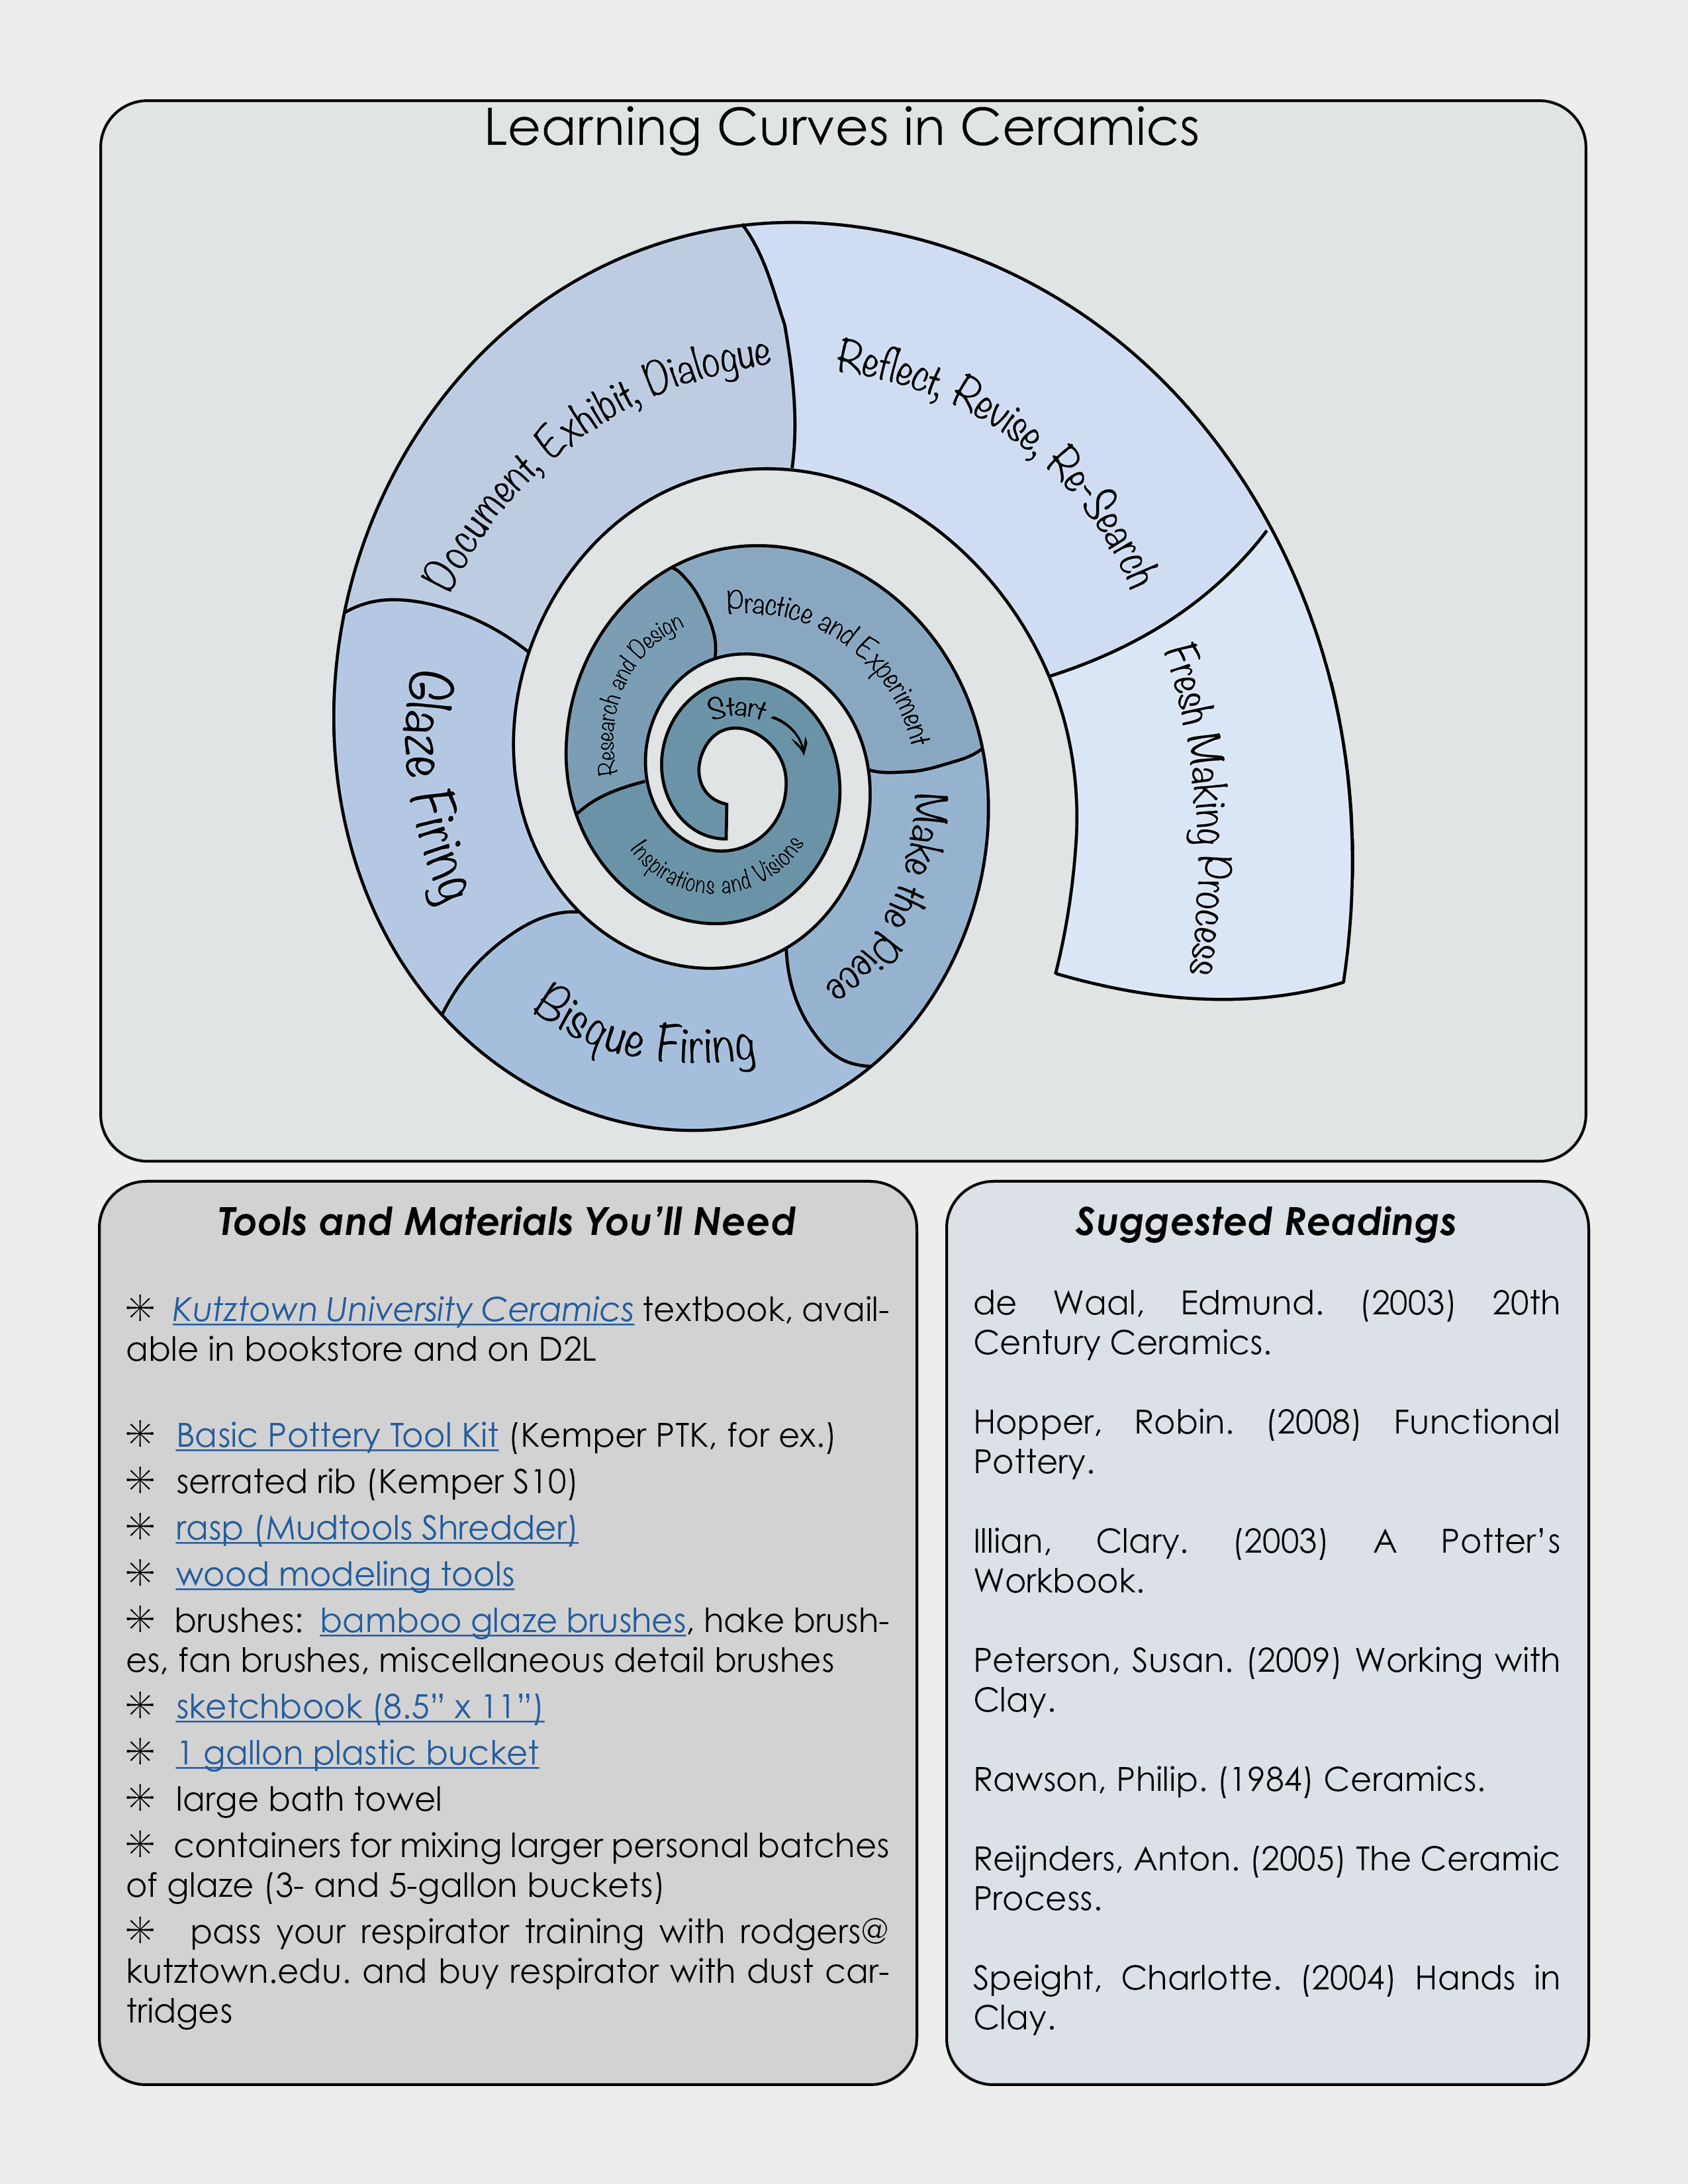 Learning Curves in Ceramics
Start
Inspirations and Visions
Research and Design
Practice and Experiment
Make the Piece
Bisque Firing
Glaze Firing
Document, Exhibit, Dialogue
Reflect, Revise, Re-Search
Fresh Making Process
Tools and Materials You’ll Need
✳ Kutztown University Ceramics textbook, avail-
able in bookstore and on D2L
✳ Basic Pottery Tool Kit (Kemper PTK, for ex.)
✳ serrated rib (Kemper S10)
✳ rasp (Mudtools Shredder)
✳ wood modeling tools
✳ brushes: bamboo glaze brushes, hake brush-
es, fan brushes, miscellaneous detail brushes
✳ sketchbook (8.5” x 11”)
✳ 1 gallon plastic bucket
✳ large bath towel
✳ containers for mixing larger personal batches
of glaze (3- and 5-gallon buckets)
✳ pass your respirator training with rodgers@
kutztown.edu. and buy respirator with dust car-
tridges
Suggested Readings
de Waal, Edmund. (2003) 20th
Century Ceramics.
Hopper, Robin. (2008) Functional
Pottery.
Illian, Clary. (2003) A Potter’s
Workbook.
Peterson, Susan. (2009) Working with
Clay.
Rawson, Philip. (1984) Ceramics.
Reijnders, Anton. (2005) The Ceramic
Process.
Speight, Charlotte. (2004) Hands in
Clay.